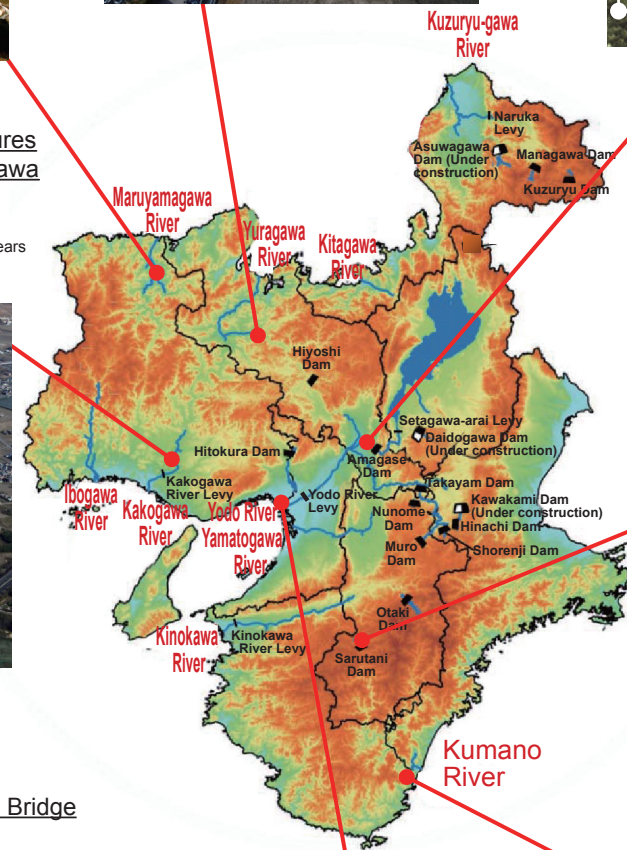 Kuzuryu-gawa
River
Naruka
Levy
Asuwagawa
Dam (Under
construction)
Managawa Dam
Kuzuryu Dam
ures
awa
ears
Maruyamagawa
River
Yuragawa
River
Kitagawa
River
Hiyoshi
Dam
Setagawa-arai Levy
Daidogawa Dam
(Under construction)
Hitokura Dam
Amagase
Dam
Takayam Dam
Kakogawa
River Levy
Yodo River
Levy
Nunome
Dam
Kawakami Dam
(Under construction)
Hinachi Dam
Ibogawa
River
Kakogawa
River
Yodo River
Yamatogawa
River
Muro
Dam
Shorenji Dam
Otaki
Dam
Kinokawa
River
Kinokawa
River Levy
Sarutani
Dam
Kumano
River
Bridge